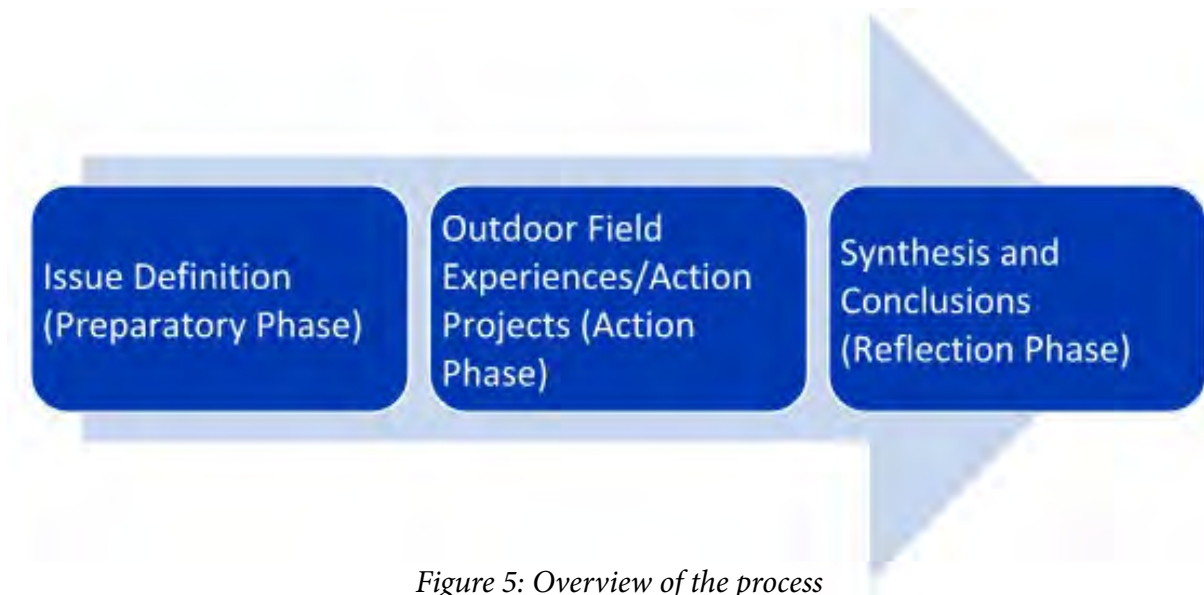 Issue Definition
(Preparatory Phase)
Outdoor Field
Experiences/Action
Projects (Action
Phase)
Synthesis and
Conclusions
(Reflection Phase)
Figure 5: Overview of the process